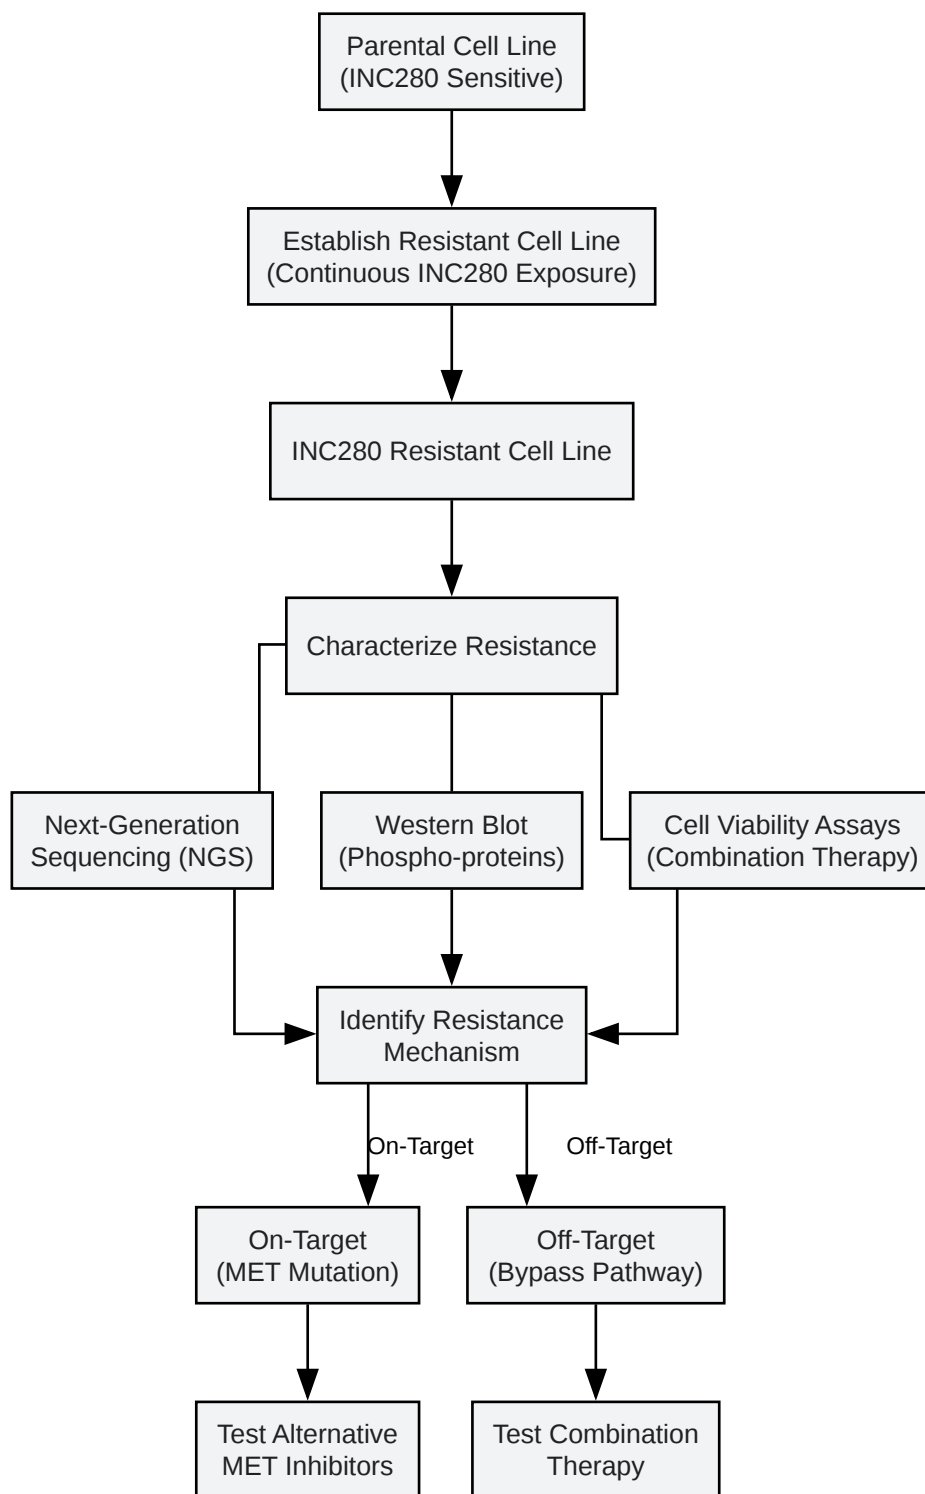 Parental Cell Line
(INC280 Sensitive)
Establish Resistant Cell Line
(Continuous INC280 Exposure)
INC280 Resistant Cell Line
Characterize Resistance
Next-Generation
Sequencing (NGS)
Western Blot
(Phospho-proteins)
Cell Viability Assays
(Combination Therapy)
Identify Resistance
Mechanism
On-Target
Off-Target
On-Target
(MET Mutation)
Off-Target
(Bypass Pathway)
Test Alternative
MET Inhibitors
Test Combination
Therapy